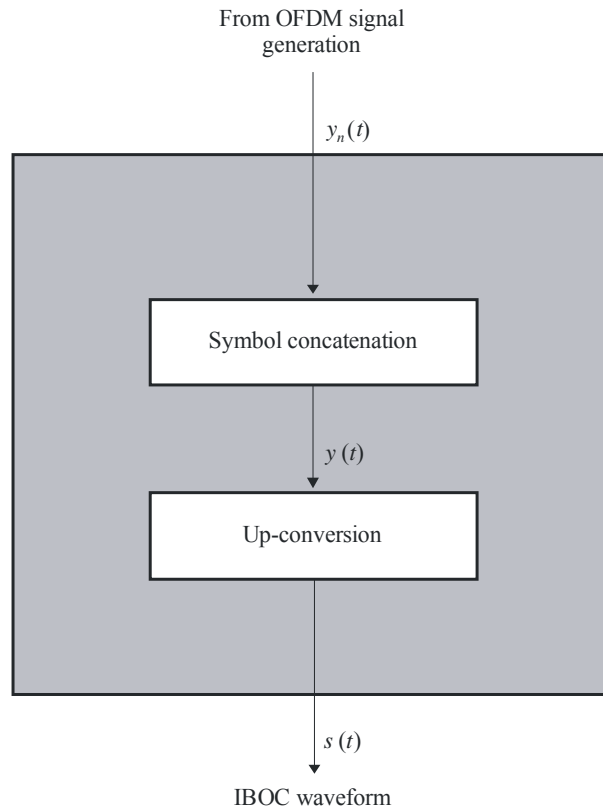 From OFDM signal
generation
yₙ(t)
Symbol concatenation
y (t)
Up-conversion
s (t)
IBOC waveform